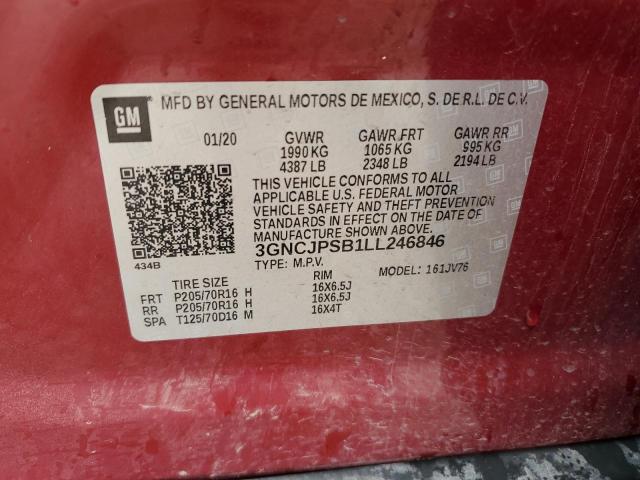 GM
MFD BY GENERAL MOTORS DE MEXICO, S. DE R.L. DE C.V.
01/20 GVWR GAWR FRT GAWR RR
1990 KG 1065 KG 995 KG
4387 LB 2348 LB 2194 LB
THIS VEHICLE CONFORMS TO ALL
APPLICABLE U.S. FEDERAL MOTOR
VEHICLE SAFETY AND THEFT PREVENTION
STANDARDS IN EFFECT ON THE DATE OF
MANUFACTURE SHOWN ABOVE.
3GNCJPSB1LL246846
434B
TYPE: M.P.V. MODEL: 161JV76
TIRE SIZE RIM
FRT P205/70R16 H 16X6.5J
RR P205/70R16 H 16X6.5J
SPA T125/70D16 M 16X4T